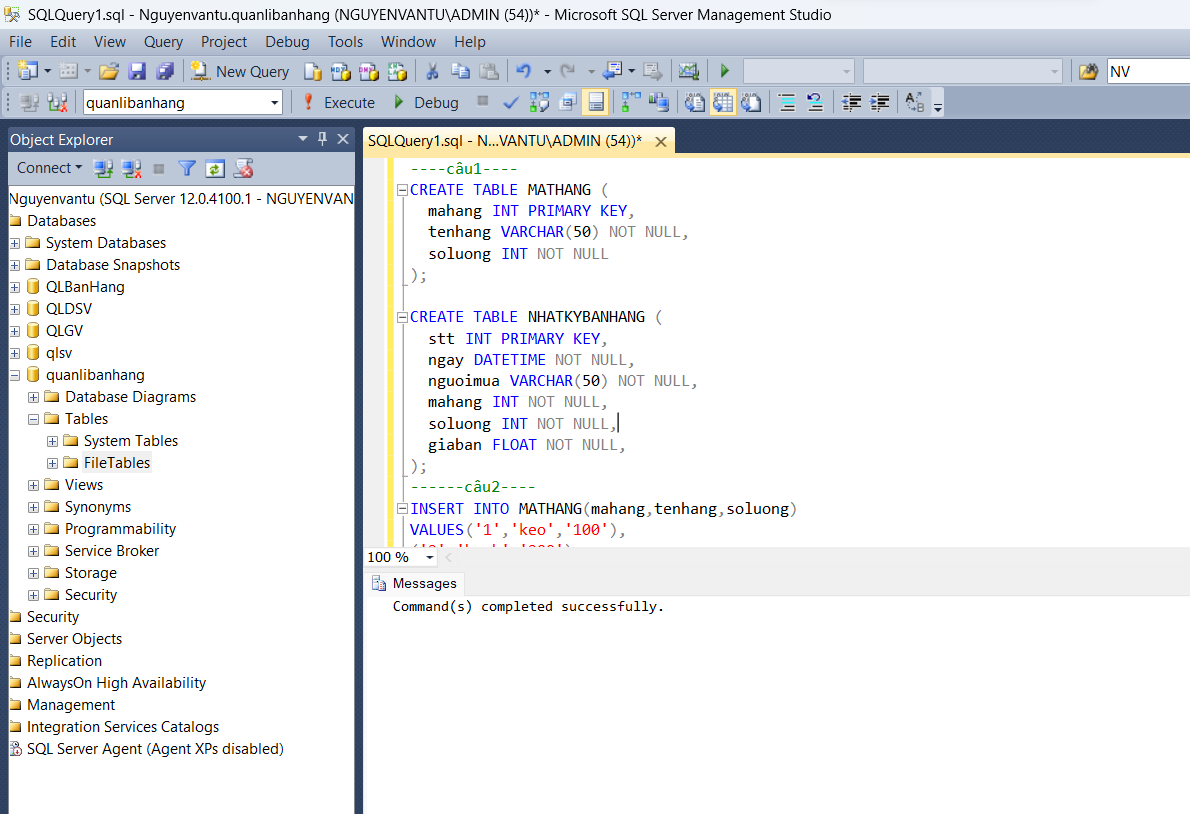 SQLQuery1.sql - Nguyenvantu.quanlibanhang (NGUYENVANTU\ADMIN (54))* - Microsoft SQL Server Management Studio
File Edit View Query Project Debug Tools Window Help
New Query NV
quanlibanhang Execute Debug
Object Explorer
Connect
Nguyenvantu (SQL Server 12.0.4100.1 - NGUYENVAN
Databases
System Databases
Database Snapshots
QLBanHang
QLDSV
QLGV
qlsv
quanlibanhang
Database Diagrams
Tables
System Tables
FileTables
Views
Synonyms
Programmability
Service Broker
Storage
Security
Security
Server Objects
Replication
AlwaysOn High Availability
Management
Integration Services Catalogs
SQL Server Agent (Agent XPs disabled)
SQLQuery1.sql - N...VANTU\ADMIN (54))*
----câu1----
CREATE TABLE MATHANG (
mahang INT PRIMARY KEY,
tenhang VARCHAR(50) NOT NULL,
soluong INT NOT NULL
);
CREATE TABLE NHATKYBANHANG (
stt INT PRIMARY KEY,
ngay DATETIME NOT NULL,
nguoimua VARCHAR(50) NOT NULL,
mahang INT NOT NULL,
soluong INT NOT NULL,
giaban FLOAT NOT NULL,
);
------câu2----
INSERT INTO MATHANG(mahang,tenhang,soluong)
VALUES('1','keo','100'),
100 %
Messages
Command(s) completed successfully.